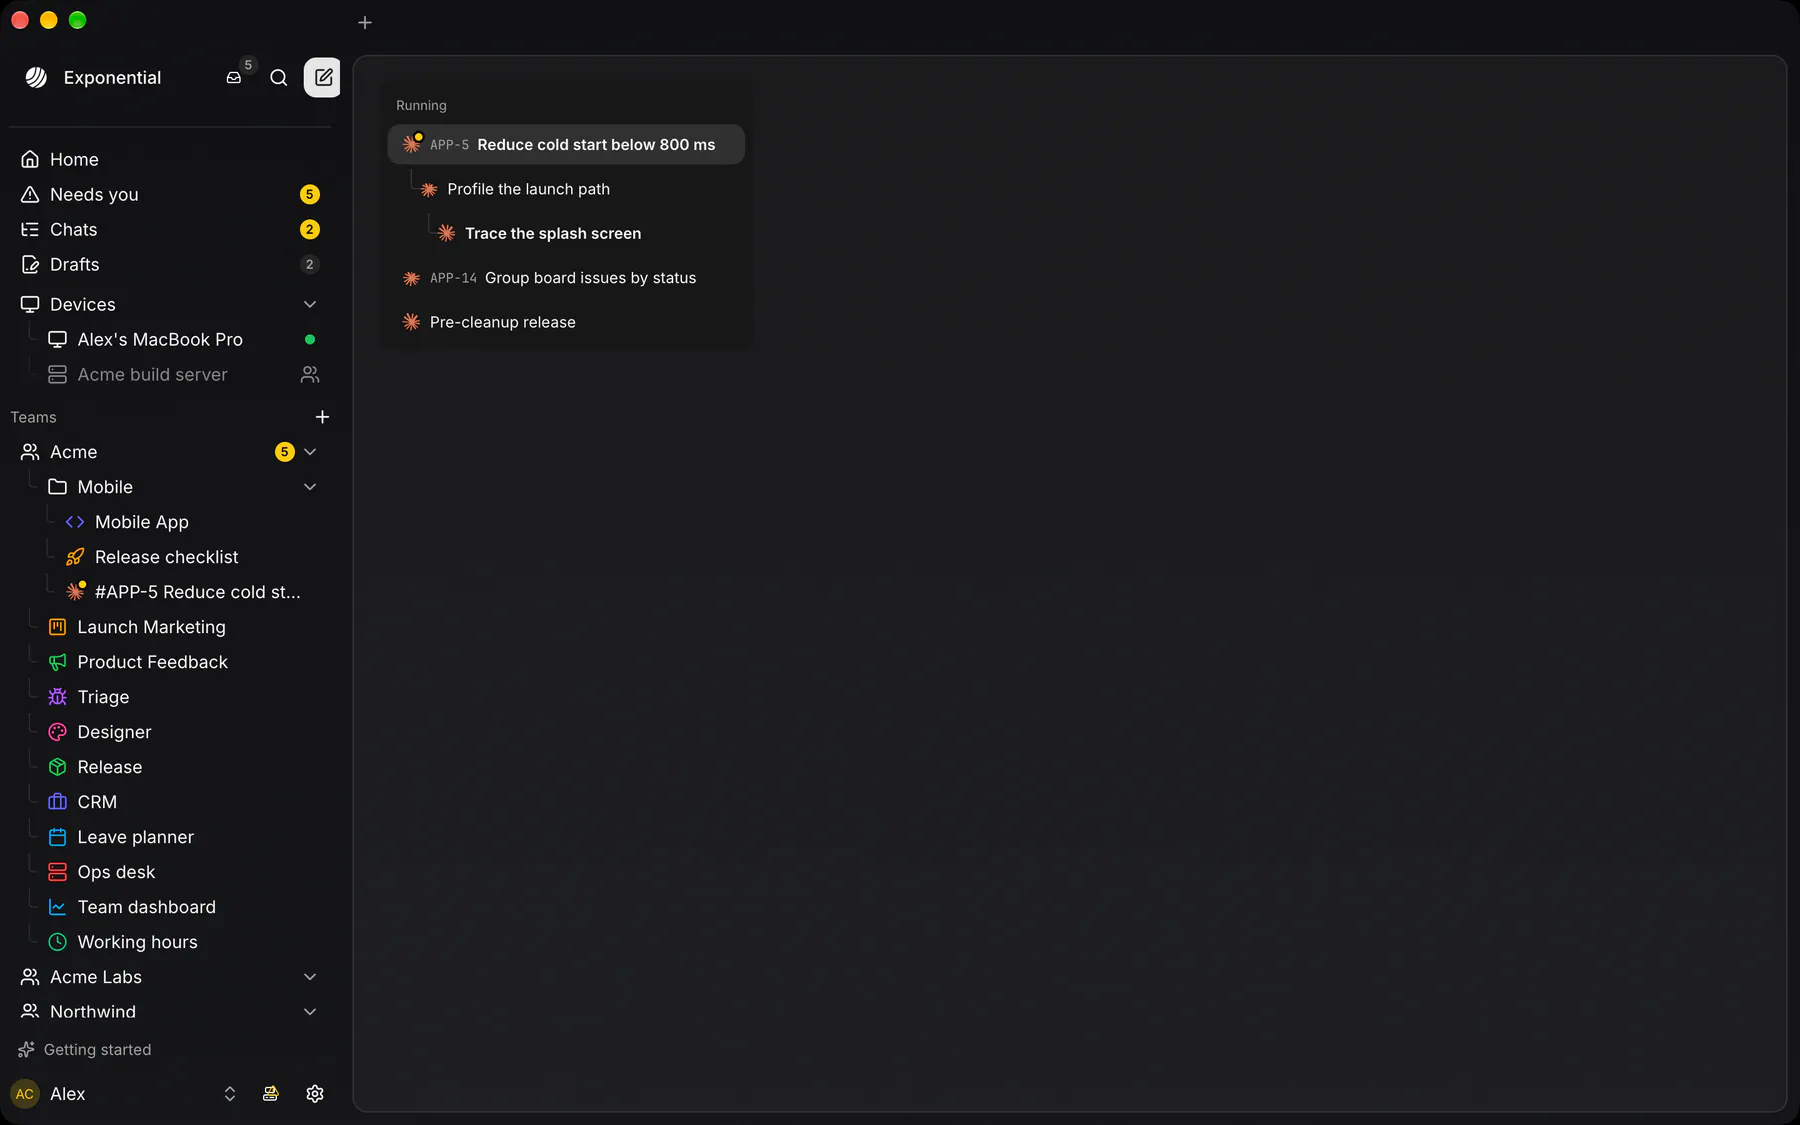 Exponential
5
Home
Needs you
5
Chats
2
Drafts
2
Devices
Alex's MacBook Pro
Acme build server
Teams
Acme
5
Mobile
Mobile App
Release checklist
#APP-5 Reduce cold st...
Launch Marketing
Product Feedback
Triage
Designer
Release
CRM
Leave planner
Ops desk
Team dashboard
Working hours
Acme Labs
Northwind
Getting started
AC
Alex
Running
APP-5 Reduce cold start below 800 ms
Profile the launch path
Trace the splash screen
APP-14 Group board issues by status
Pre-cleanup release